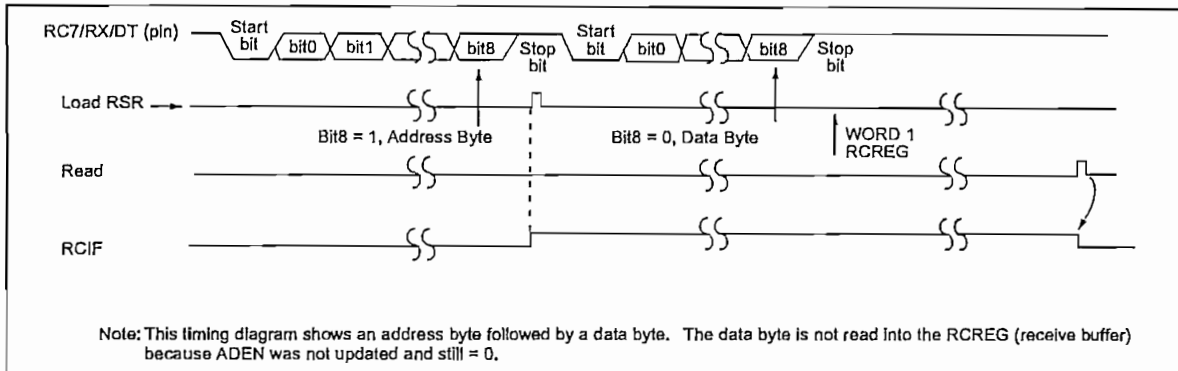 RC7/RX/DT (pin)
Start bit
bit0
bit1
bit8
Stop bit
Start bit
bit0
bit8
Stop bit
Load RSR
Bit8 = 1, Address Byte
Bit8 = 0, Data Byte
WORD 1
RCREG
Read
RCIF
Note: This timing diagram shows an address byte followed by a data byte. The data byte is not read into the RCREG (receive buffer)
because ADEN was not updated and still = 0.